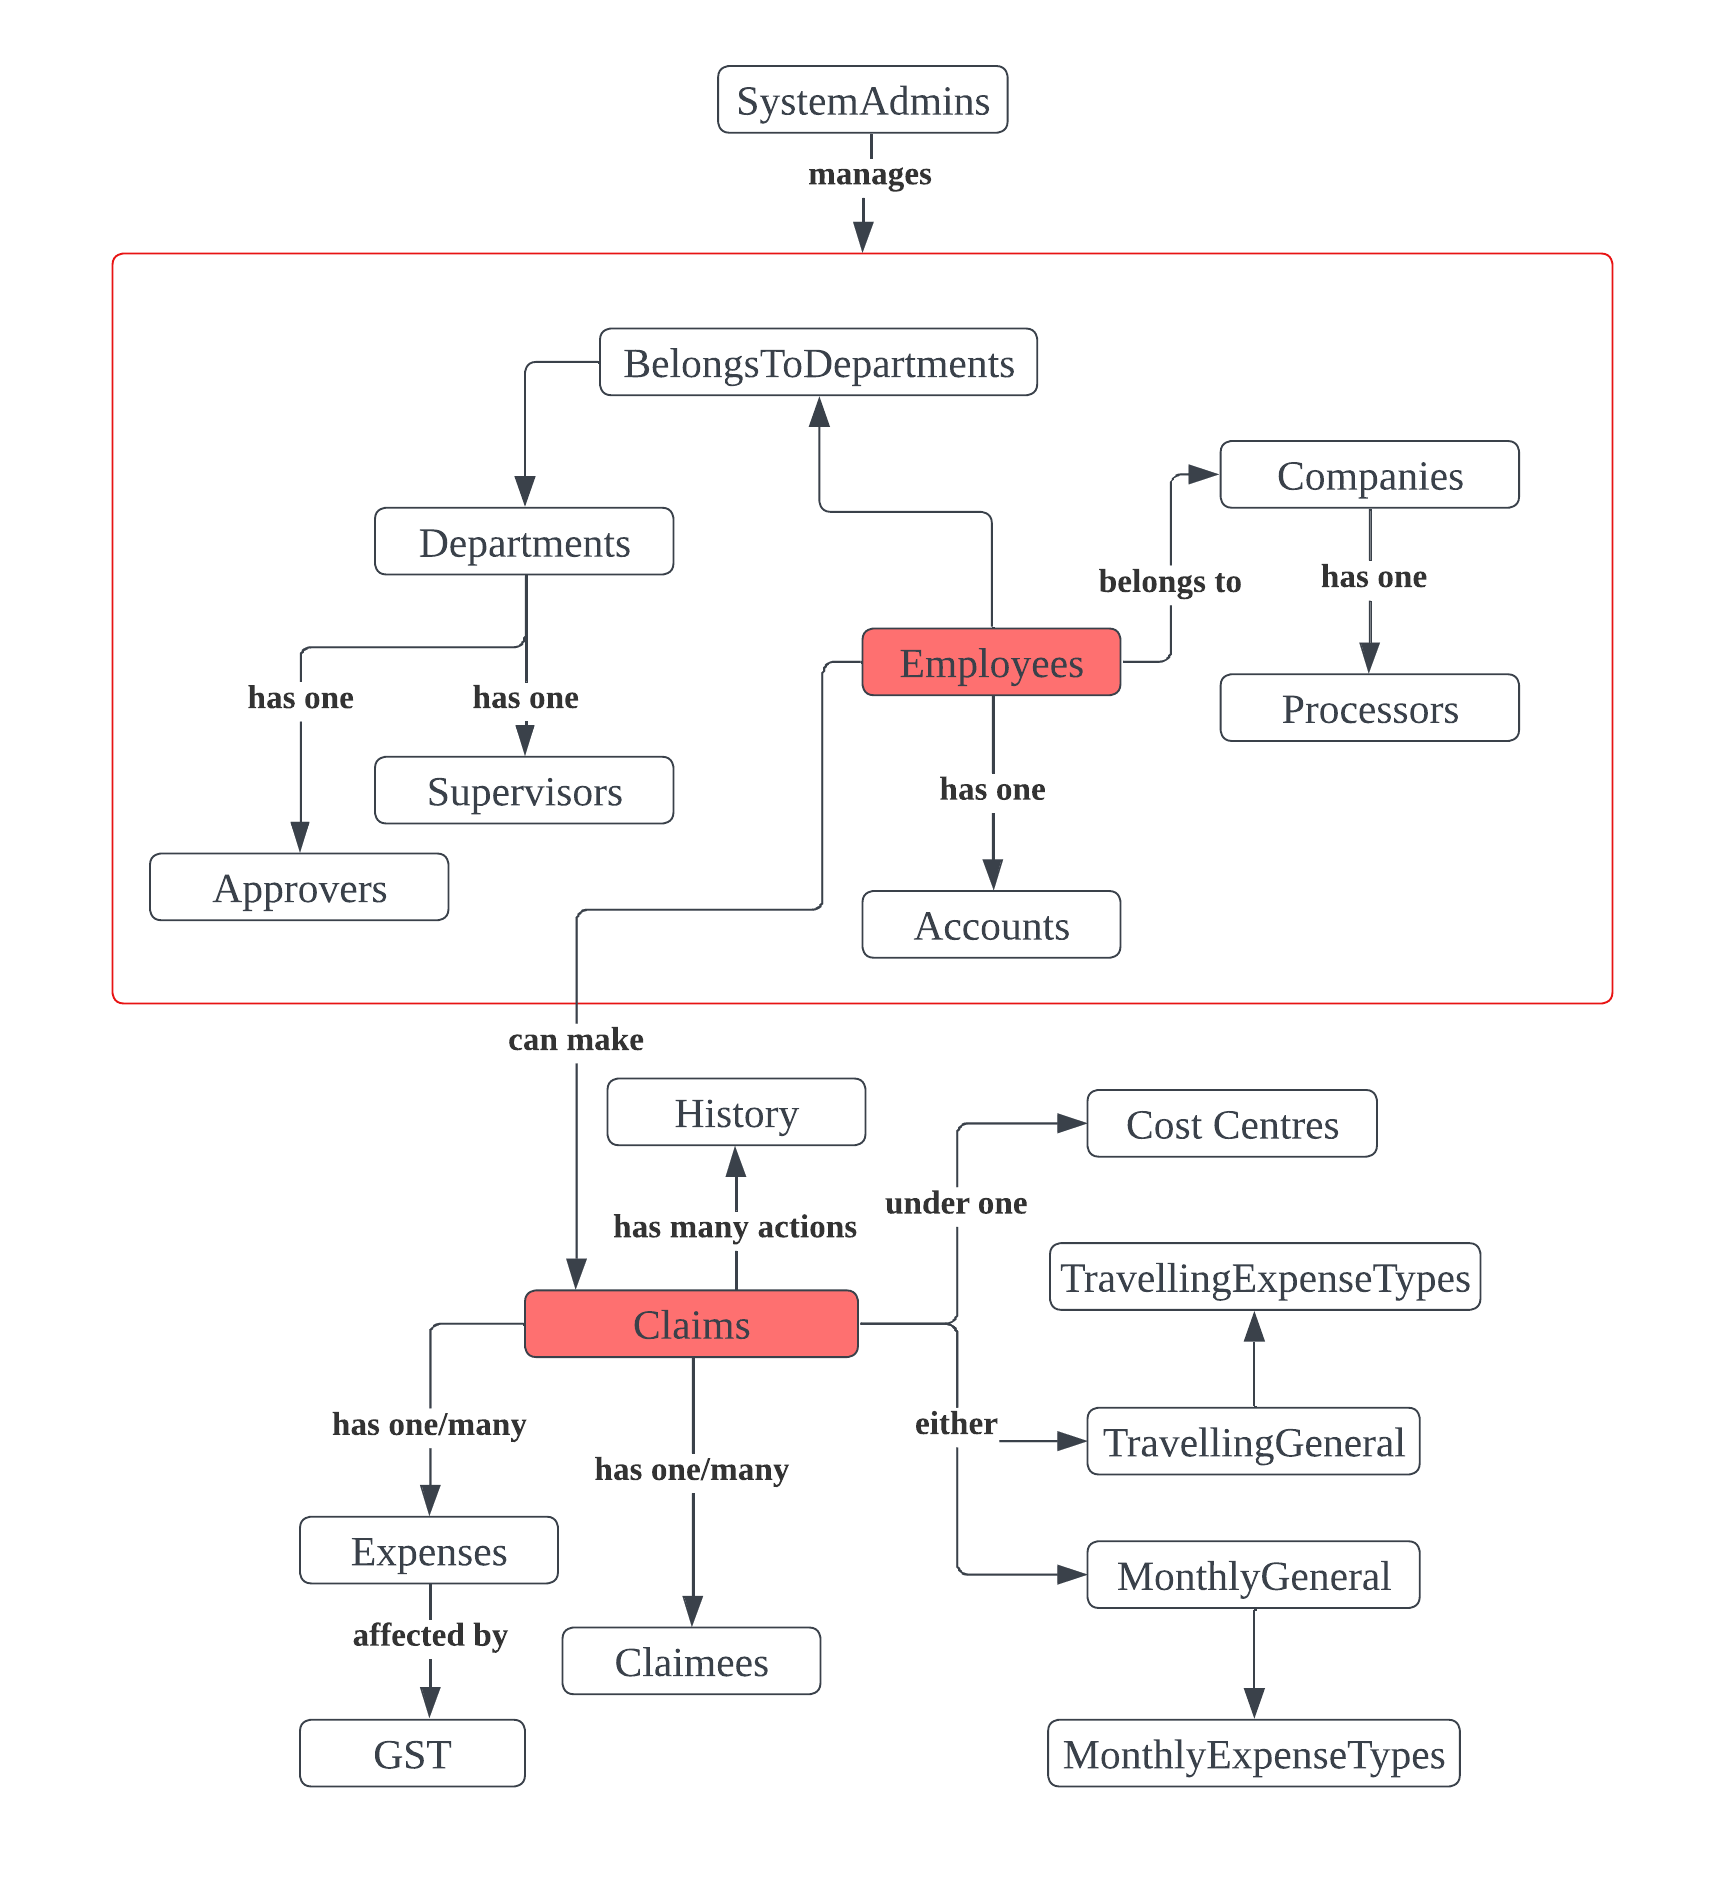 SystemAdmins
manages
BelongsToDepartments
Companies
Departments
belongs to
has one
Employees
Processors
has one
has one
Supervisors
has one
Approvers
Accounts
can make
History
Cost Centres
under one
has many actions
TravellingExpenseTypes
Claims
has one/many
either
TravellingGeneral
has one/many
Expenses
MonthlyGeneral
affected by
Claimees
GST
MonthlyExpenseTypes